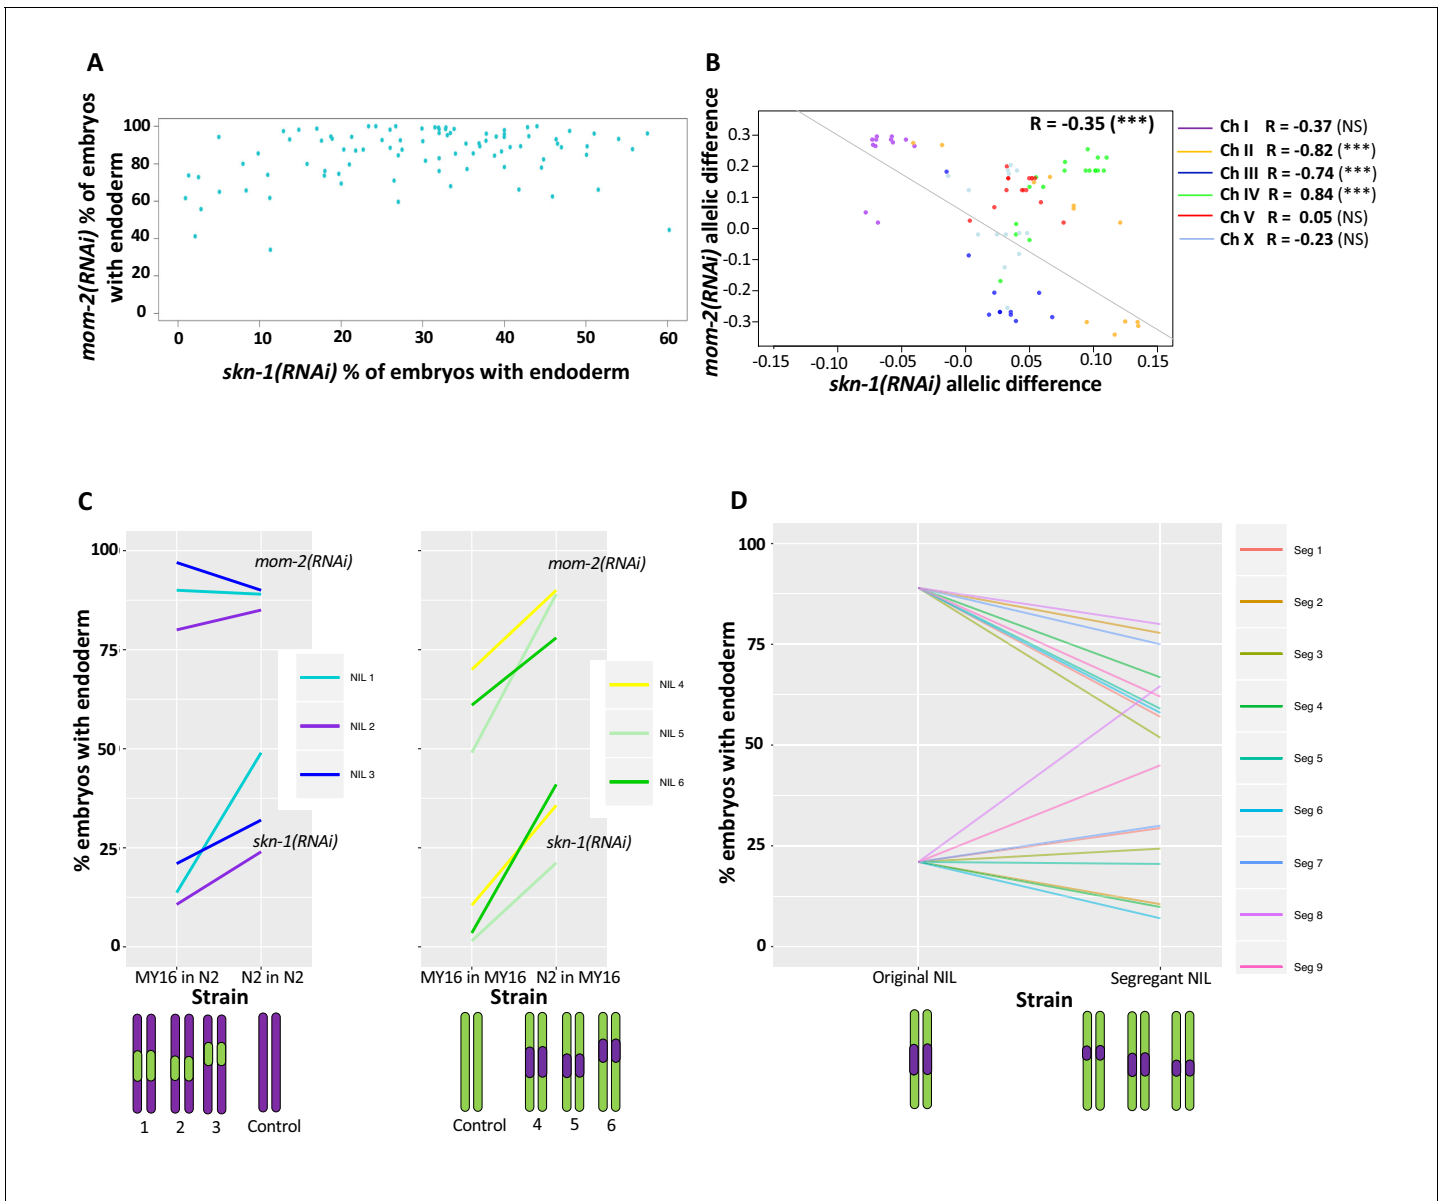 A
mom-2(RNAi) % of embryos
with endoderm
100
80
60
40
20
0
0 10 20 30 40 50 60
skn-1(RNAi) % of embryos with endoderm
B
mom-2(RNAi) allelic difference
R = -0.35 (***)
0.3
0.2
0.1
0.0
-0.1
-0.2
-0.3
-0.15 -0.10 -0.05 -0.0 0.05 0.10 0.15
skn-1(RNAi) allelic difference
Ch I R = -0.37 (NS)
Ch II R = -0.82 (***)
Ch III R = -0.74 (***)
Ch IV R = 0.84 (***)
Ch V R = 0.05 (NS)
Ch X R = -0.23 (NS)
C
% embryos with endoderm
100
75
50
25
0
mom-2(RNAi)
skn-1(RNAi)
NIL 1
NIL 2
NIL 3
MY16 in N2 N2 in N2
Strain
1 2 3 Control
mom-2(RNAi)
skn-1(RNAi)
NIL 4
NIL 5
NIL 6
MY16 in MY16 N2 in MY16
Strain
Control 4 5 6
D
% embryos with endoderm
100
75
50
25
0
Original NIL Segregant NIL
Strain
Seg 1
Seg 2
Seg 3
Seg 4
Seg 5
Seg 6
Seg 7
Seg 8
Seg 9